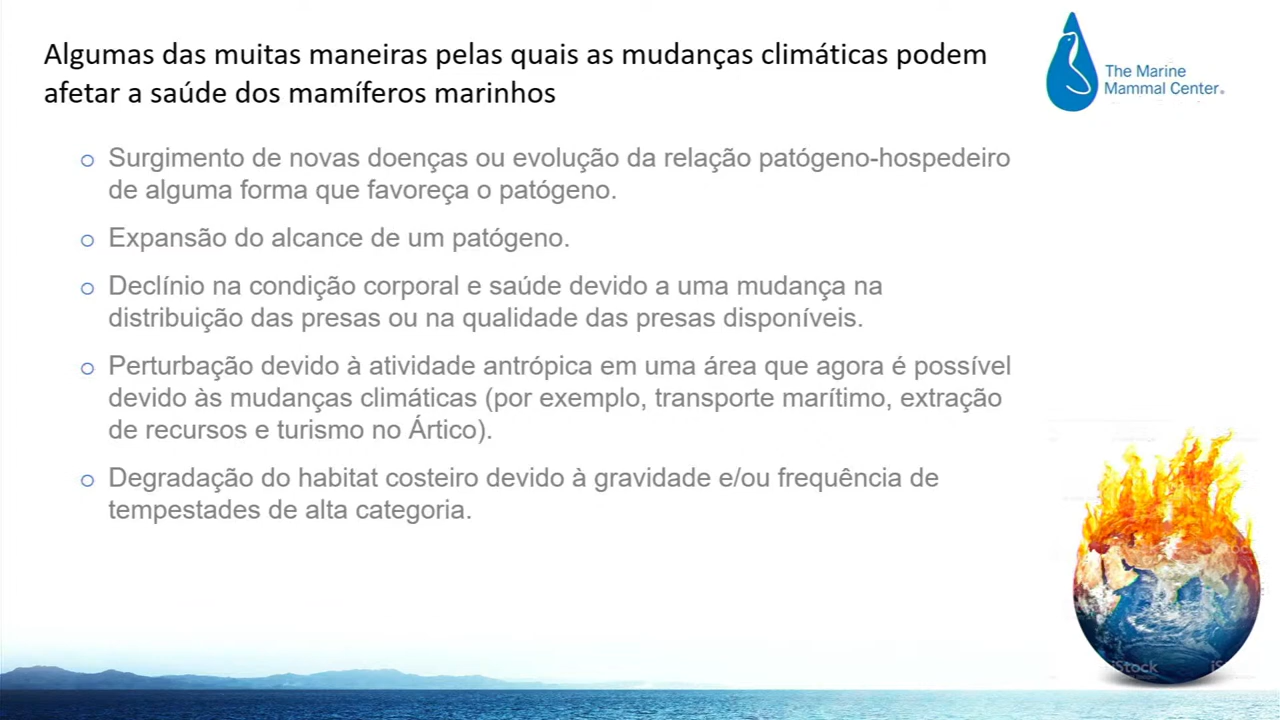 Algumas das muitas maneiras pelas quais as mudanças climáticas podem
afetar a saúde dos mamíferos marinhos
The Marine
Mammal Center®
o Surgimento de novas doenças ou evolução da relação patógeno-hospedeiro
de alguma forma que favoreça o patógeno.
o Expansão do alcance de um patógeno.
o Declínio na condição corporal e saúde devido a uma mudança na
distribuição das presas ou na qualidade das presas disponíveis.
o Perturbação devido à atividade antrópica em uma área que agora é possível
devido às mudanças climáticas (por exemplo, transporte marítimo, extração
de recursos e turismo no Ártico).
o Degradação do habitat costeiro devido à gravidade e/ou frequência de
tempestades de alta categoria.
iStock